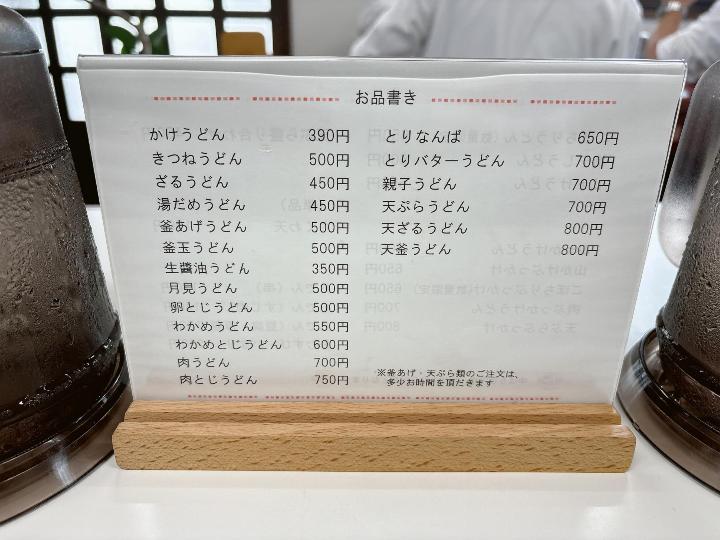 お品書き
かけうどん 390円
きつねうどん 500円
ざるうどん 450円
湯だめうどん 450円
釜あげうどん 500円
釜玉うどん 500円
生醬油うどん 350円
月見うどん 500円
卵とじうどん 500円
わかめうどん 550円
わかめとじうどん 600円
肉うどん 700円
肉とじうどん 750円
とりなんば 650円
とりバターうどん 700円
親子うどん 700円
天ぷらうどん 700円
天ざるうどん 800円
天釜うどん 800円
※釜あげ・天ぷら類のご注文は、
多少お時間を頂だきます